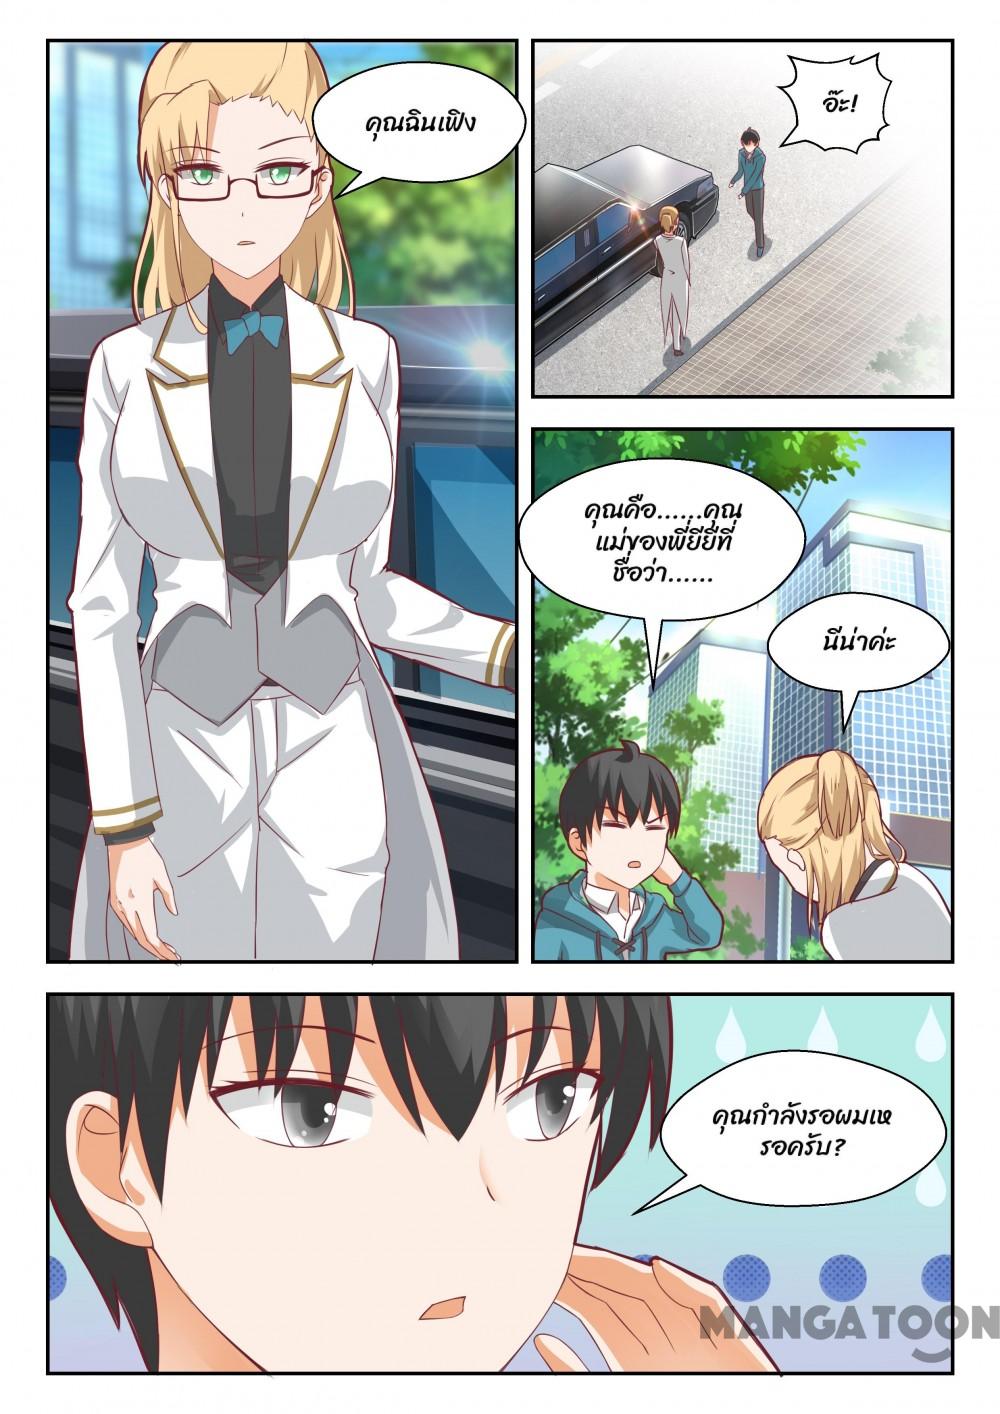 คุณฉินเฟิง
อ๊ะ!
คุณคือ......คุณ
แม่ของพี่ยียีที่
ชื่อว่า......
นีน่าค่ะ
คุณกำลังรอผมเห
รอครับ?
MANGATOON